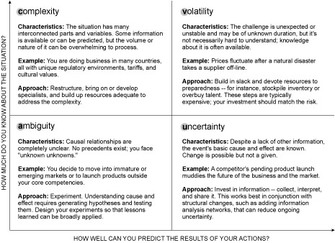 complexity
Characteristics: The situation has many
interconnected parts and variables. Some information
is available or can be predicted, but the volume or
nature of it can be overwhelming to process.
Example: You are doing business in many countries,
all with unique regulatory environments, tariffs, and
cultural values.
Approach: Restructure, bring on or develop
specialists, and build up resources adequate to
address the complexity.
volatility
Characteristics: The challenge is unexpected or
unstable and may be of unknown duration, but it's
not necessarily hard to understand; knowledge
about it is often available.
Example: Prices fluctuate after a natural disaster
takes a supplier off-line.
Approach: Build in slack and devote resources to
preparedness -- for instance, stockpile inventory or
overbuy talent. These steps are typically
expensive; your investment should match the risk.
ambiguity
Characteristics: Causal relationships are
completely unclear. No precedents exist; you face
"unknown unknowns."
Example: You decide to move into immature or
emerging markets or to launch products outside
your core competencies.
Approach: Experiment. Understanding cause and
effect requires generating hypotheses and testing
them. Design your experiments so that lessons
learned can be broadly applied.
uncertainty
Characteristics: Despite a lack of other information,
the event's basic cause and effect are known.
Change is possible but not a given.
Example: A competitor's pending product launch
muddies the future of the business and the market.
Approach: Invest in information -- collect, interpret,
and share it. This works best in conjunction with
structural changes, such as adding information
analysis networks, that can reduce ongoing
uncertainty.
HOW MUCH DO YOU KNOW ABOUT THE SITUATION?
HOW WELL CAN YOU PREDICT THE RESULTS OF YOUR ACTIONS?